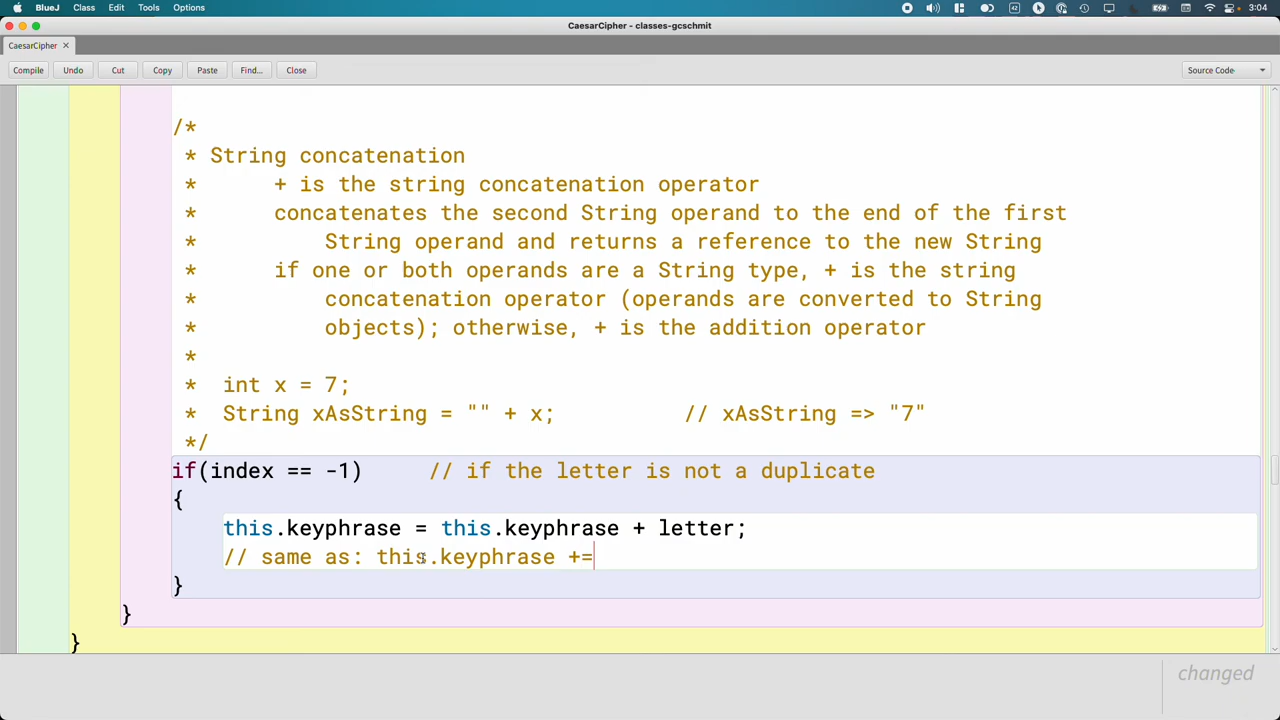 BlueJ Class Edit Tools Options 3:04
CaesarCipher - classes-gcschmit
CaesarCipher ×
Compile Undo Cut Copy Paste Find... Close Source Code
/*
* String concatenation
* + is the string concatenation operator
* concatenates the second String operand to the end of the first
* String operand and returns a reference to the new String
* if one or both operands are a String type, + is the string
* concatenation operator (operands are converted to String
* objects); otherwise, + is the addition operator
*
* int x = 7;
* String xAsString = "" + x; // xAsString => "7"
*/
if(index == -1) // if the letter is not a duplicate
{
this.keyphrase = this.keyphrase + letter;
// same as: this.keyphrase +=
}
}
}
changed